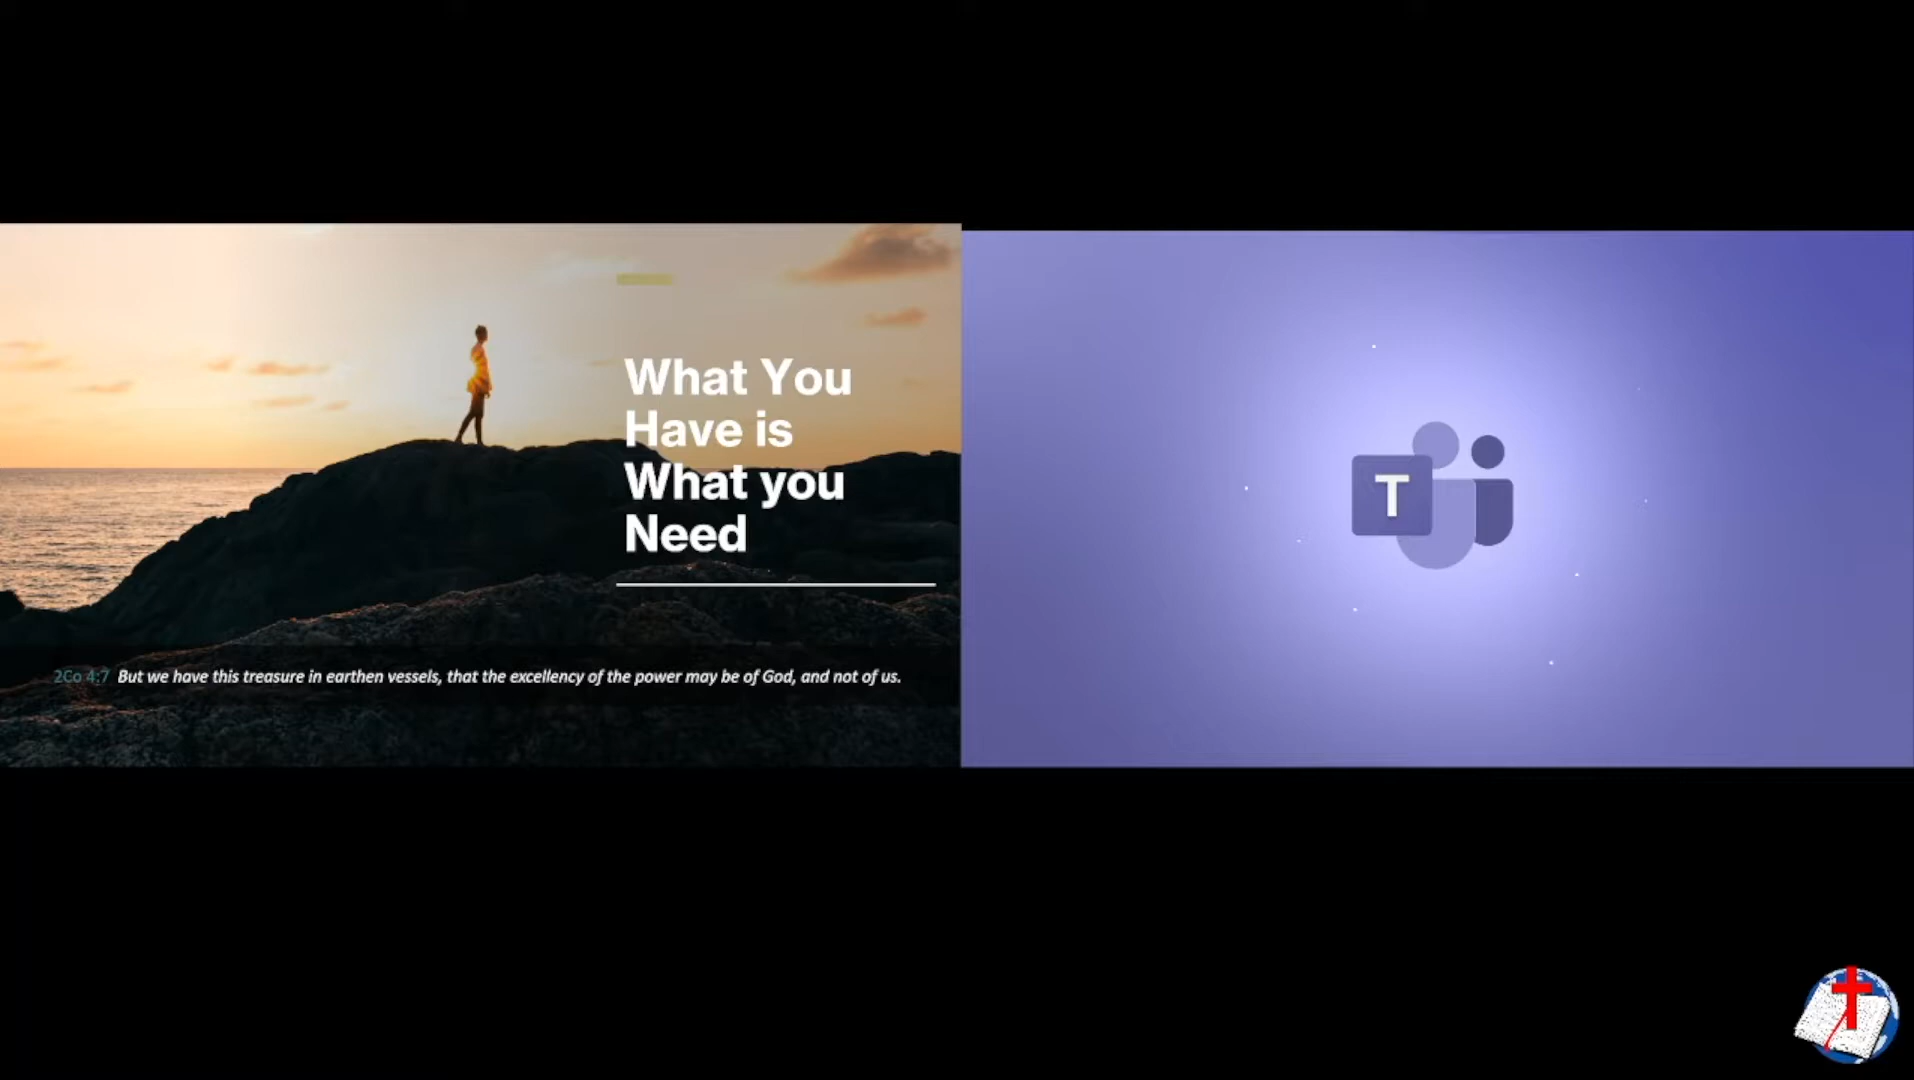 What You
Have is
What you
Need
2Co 4:7 But we have this treasure in earthen vessels, that the excellency of the power may be of God, and not of us.
T